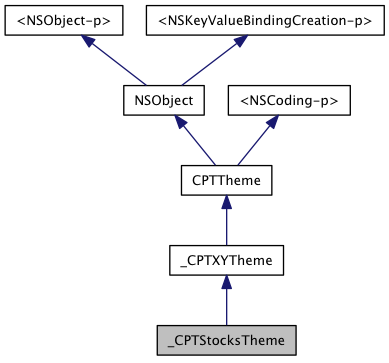 <NSObject-p>
<NSKeyValueBindingCreation-p>
NSObject
<NSCoding-p>
CPTTheme
_CPTXYTheme
_CPTStocksTheme